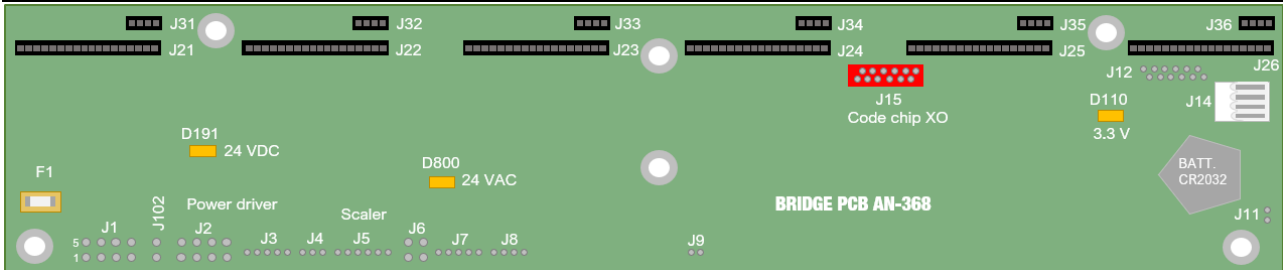 J31
J32
J33
J34
J35
J36
J21
J22
J23
J24
J25
J26
J12
J15
Code chip XO
D110
3.3 V
J14
D191
24 VDC
D800
24 VAC
F1
BATT.
CR2032
BRIDGE PCB AN-368
Power driver
Scaler
J1
J102
J2
J3
J4
J5
J6
J7
J8
J9
J11
5
1